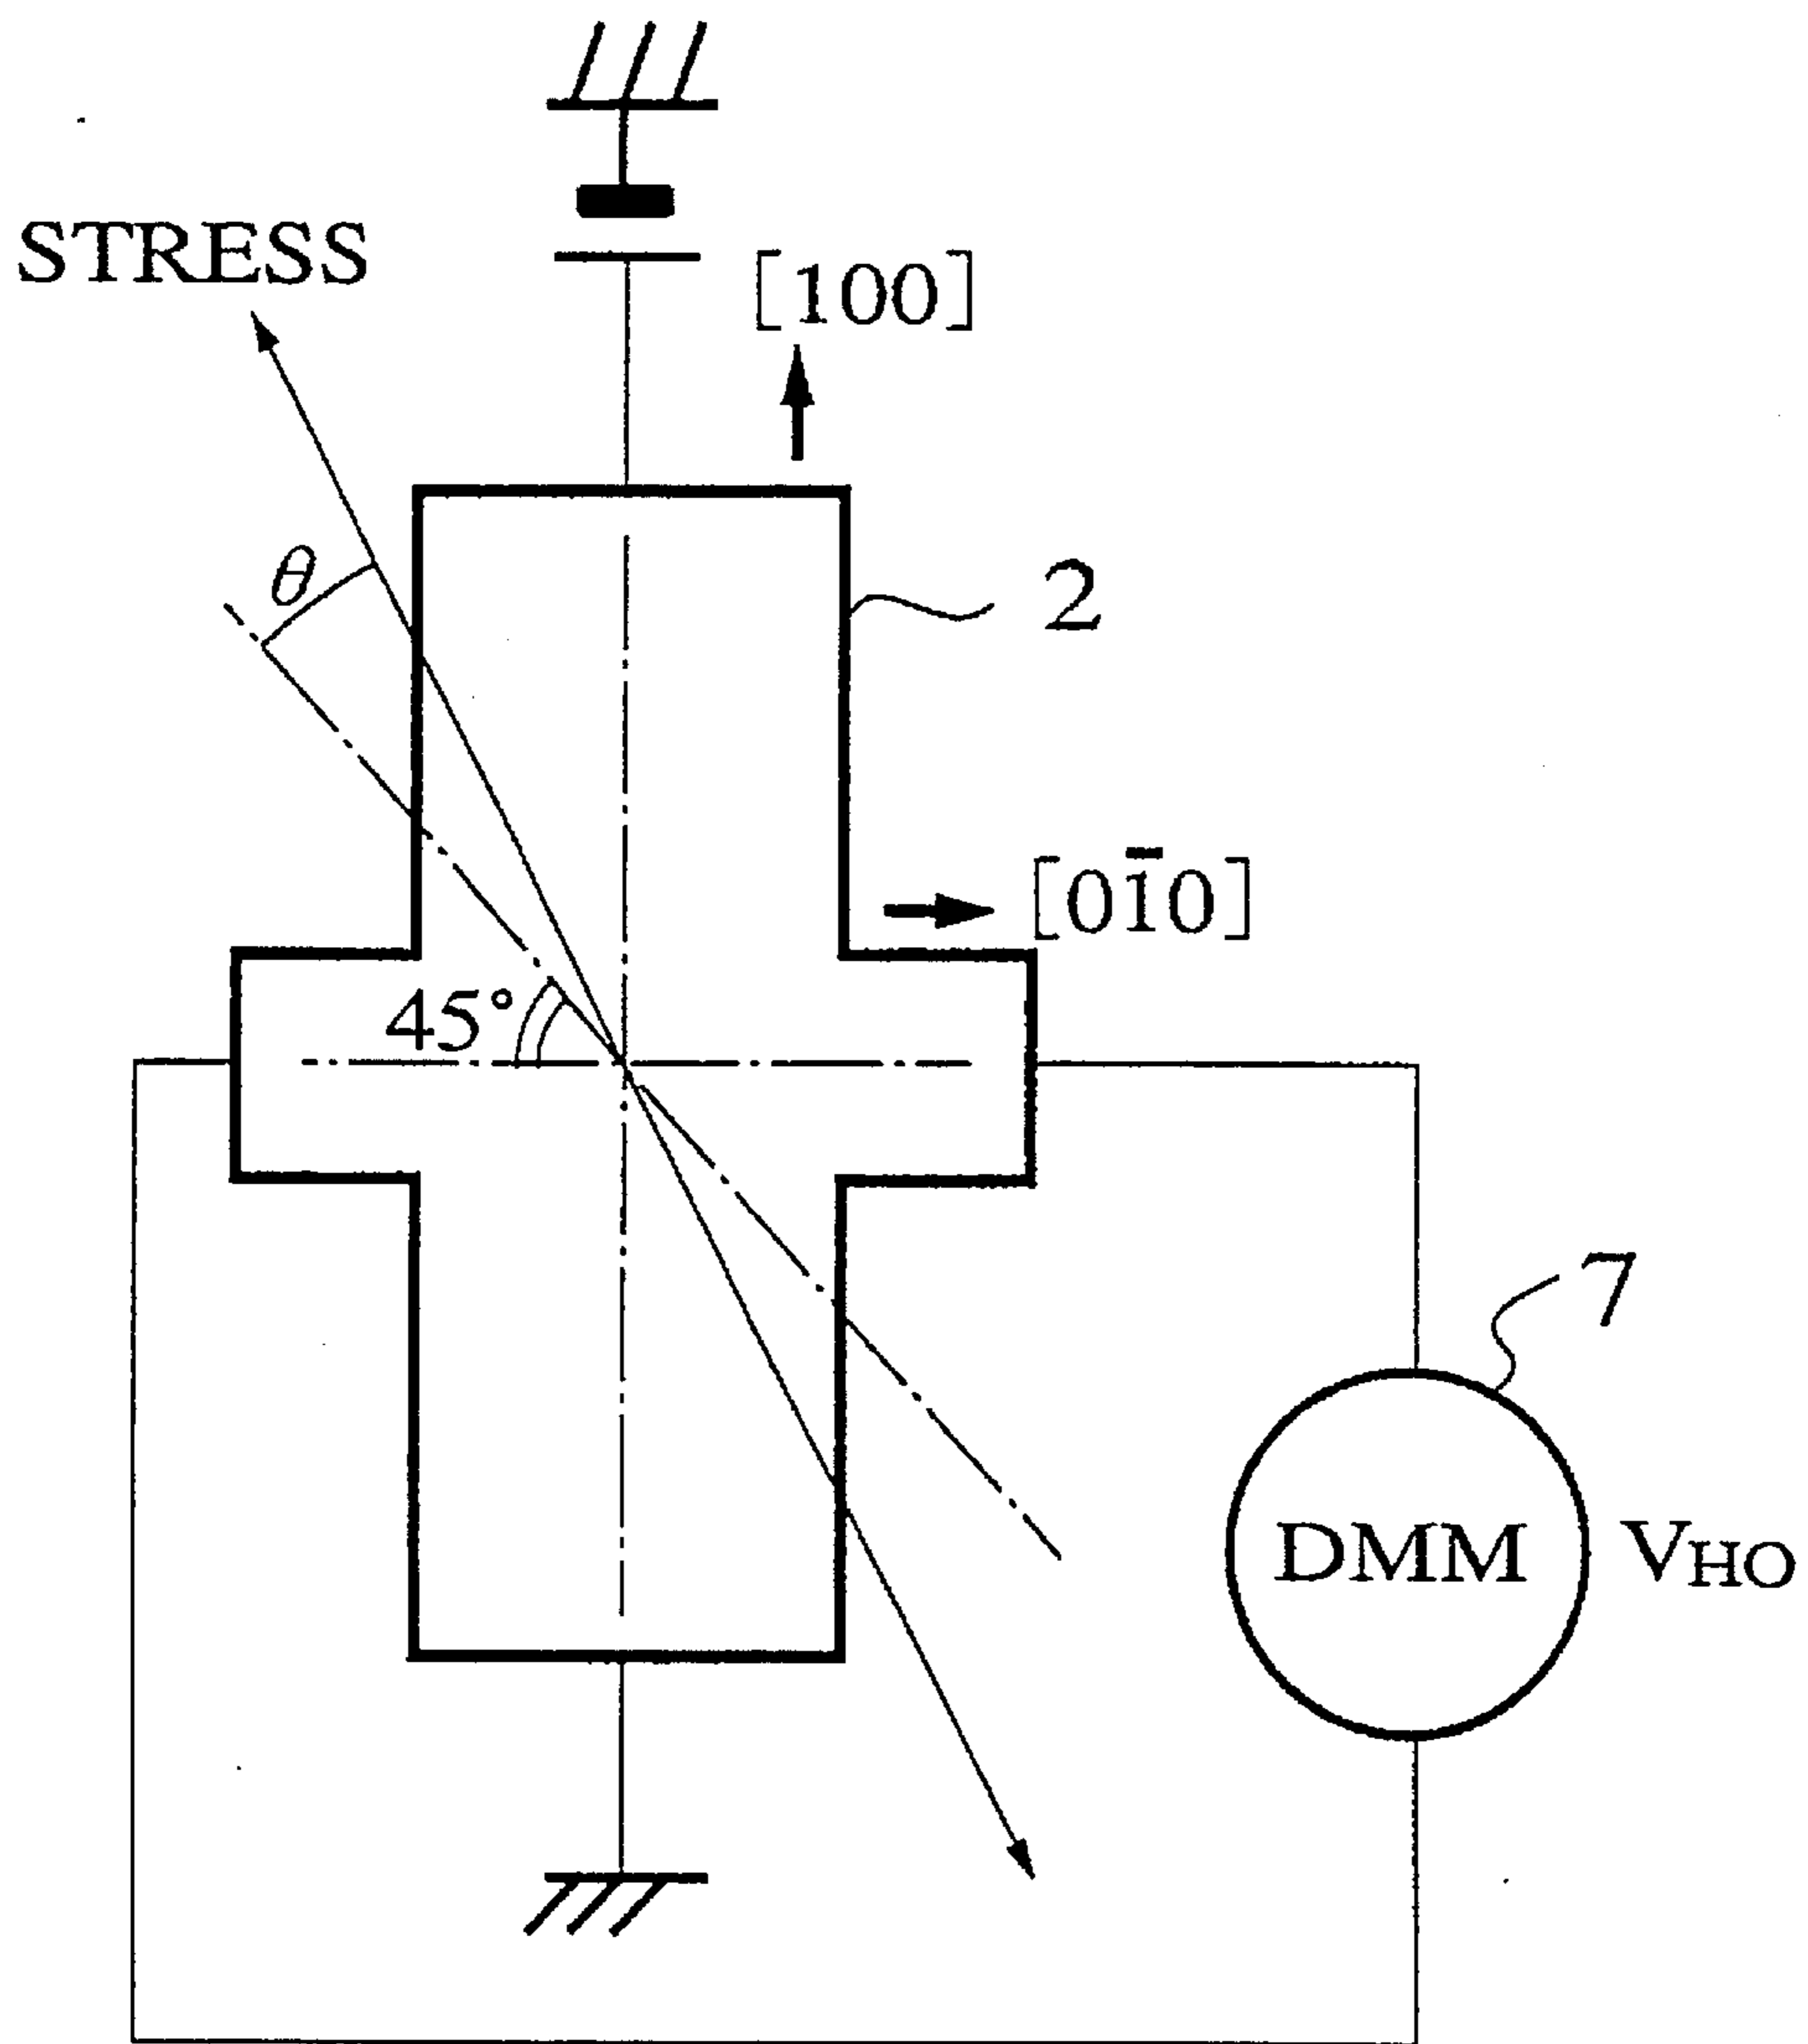 STRESS
[100]
θ
2
[01̄0]
45°
7
DMM VHO